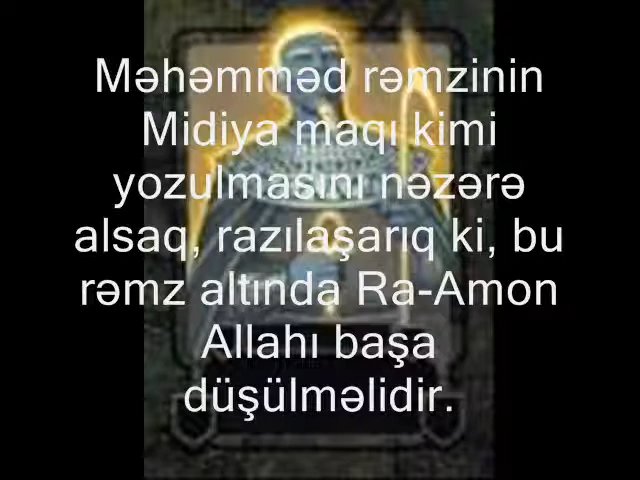 Məhəmməd rəmzinin
Midiya maqı kimi
yozulmasını nəzərə
alsaq, razılaşarıq ki, bu
rəmz altında Ra-Amon
Allahı başa
düşülməlidir.